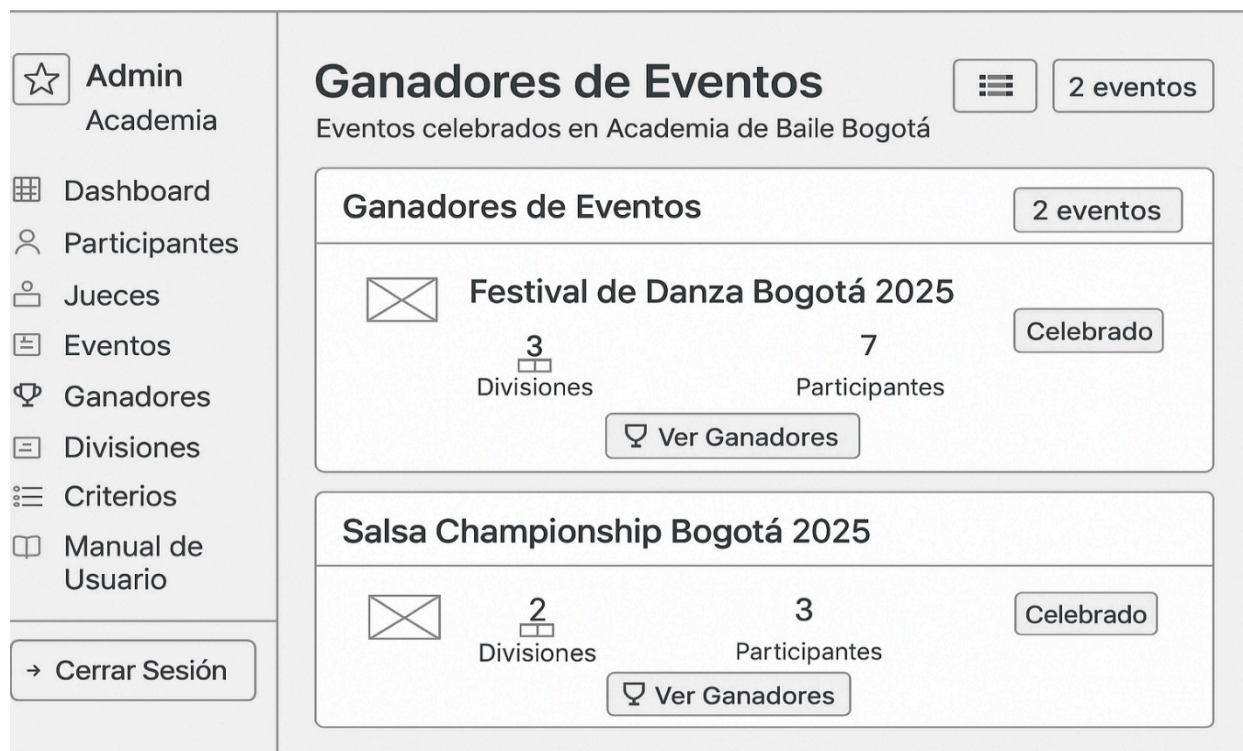 Admin
Academia
Dashboard
Participantes
Jueces
Eventos
Ganadores
Divisiones
Criterios
Manual de
Usuario
Cerrar Sesión
Ganadores de Eventos
2 eventos
Eventos celebrados en Academia de Baile Bogotá
Ganadores de Eventos
2 eventos
Festival de Danza Bogotá 2025
Celebrado
3
7
Divisiones
Participantes
Ver Ganadores
Salsa Championship Bogotá 2025
2
3
Celebrado
Divisiones
Participantes
Ver Ganadores